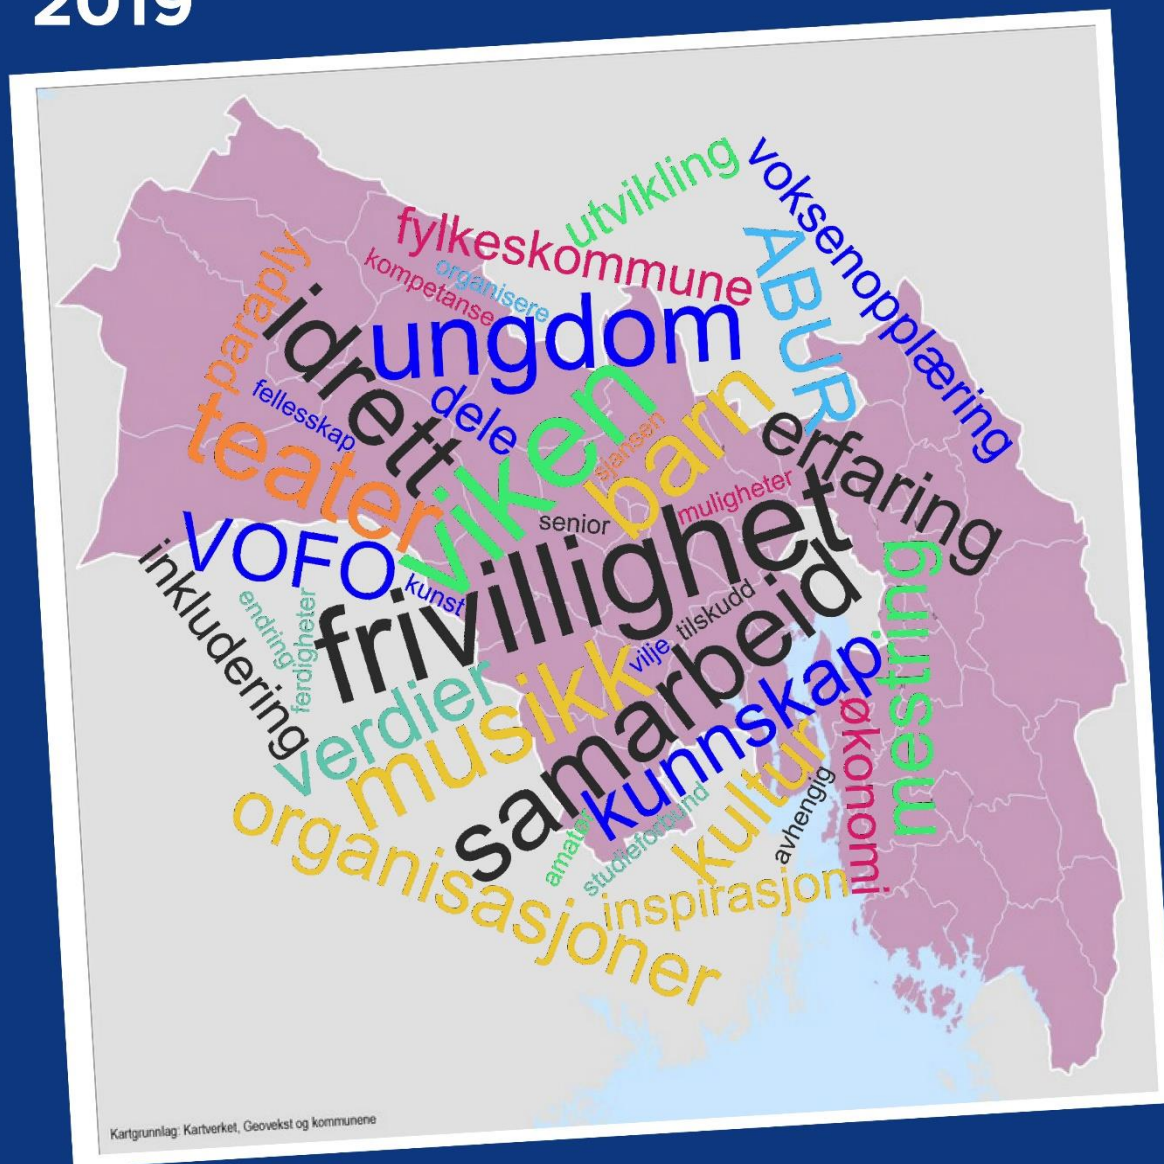 2019
utvikling
voksenopplæring
fylkeskommune
ABUR
kompetanse
organisere
paraply
idrett
ungdom
fellesskap
dele
viken
barn
sjansen
teater
erfaring
muligheter
senior
VOFO
kunst
frivillighet
inkludering
endring
ferdigheter
tilskudd
vilje
mestring
verdier
musikk
samarbeid
kunnskap
økonomi
organisasjoner
kultur
avhengig
amatør
studieforbund
inspirasjon
Kartgrunnlag: Kartverket, Geovekst og kommunene